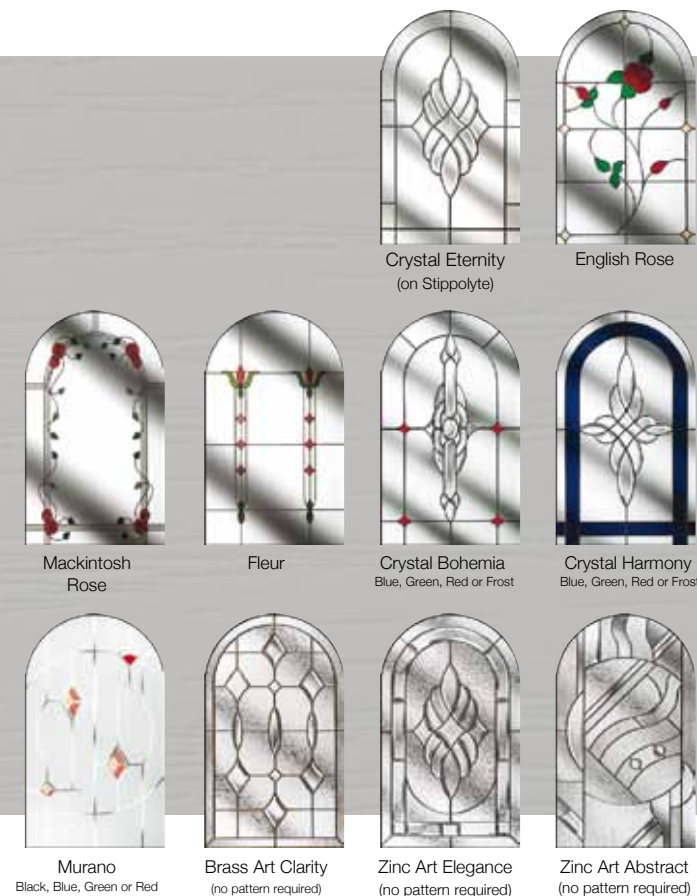 Crystal Eternity
(on Stippolyte)
English Rose
Mackintosh
Rose
Fleur
Crystal Bohemia
Blue, Green, Red or Frost
Crystal Harmony
Blue, Green, Red or Frost
Murano
Black, Blue, Green or Red
Brass Art Clarity
(no pattern required)
Zinc Art Elegance
(no pattern required)
Zinc Art Abstract
(no pattern required)